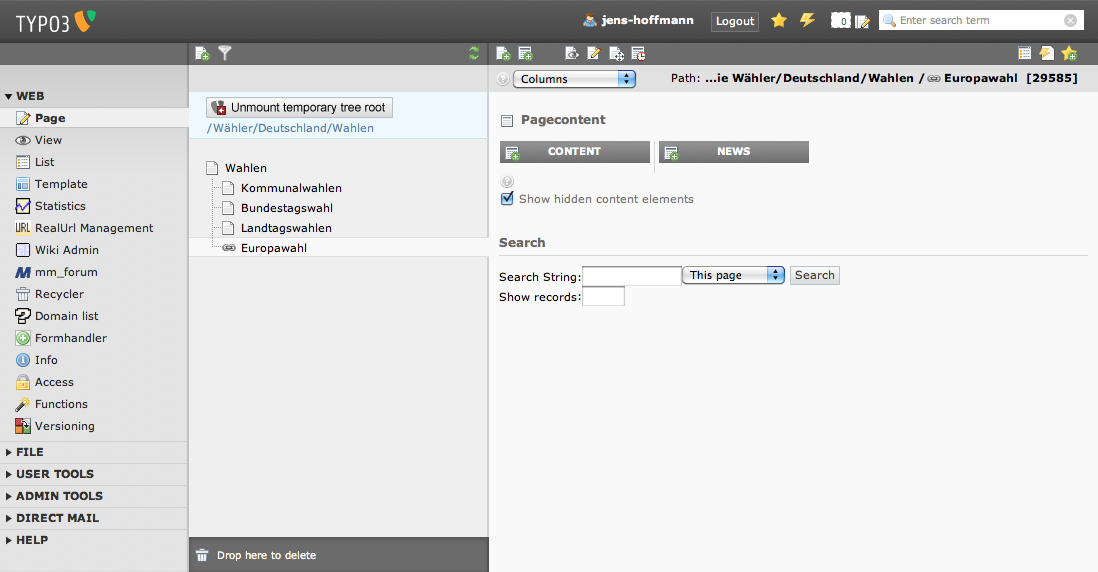 TYPO3
jens-hoffmann
Logout
0
Enter search term
Columns
Path: ...ie Wähler/Deutschland/Wahlen / Europawahl [29585]
WEB
Page
View
List
Template
Statistics
URL RealUrl Management
Wiki Admin
M mm_forum
Recycler
Domain list
Formhandler
Info
Access
Functions
Versioning
FILE
USER TOOLS
ADMIN TOOLS
DIRECT MAIL
HELP
Unmount temporary tree root
/Wähler/Deutschland/Wahlen
Wahlen
Kommunalwahlen
Bundestagswahl
Landtagswahlen
Europawahl
Drop here to delete
Pagecontent
CONTENT
NEWS
Show hidden content elements
Search
Search String: This page Search
Show records: